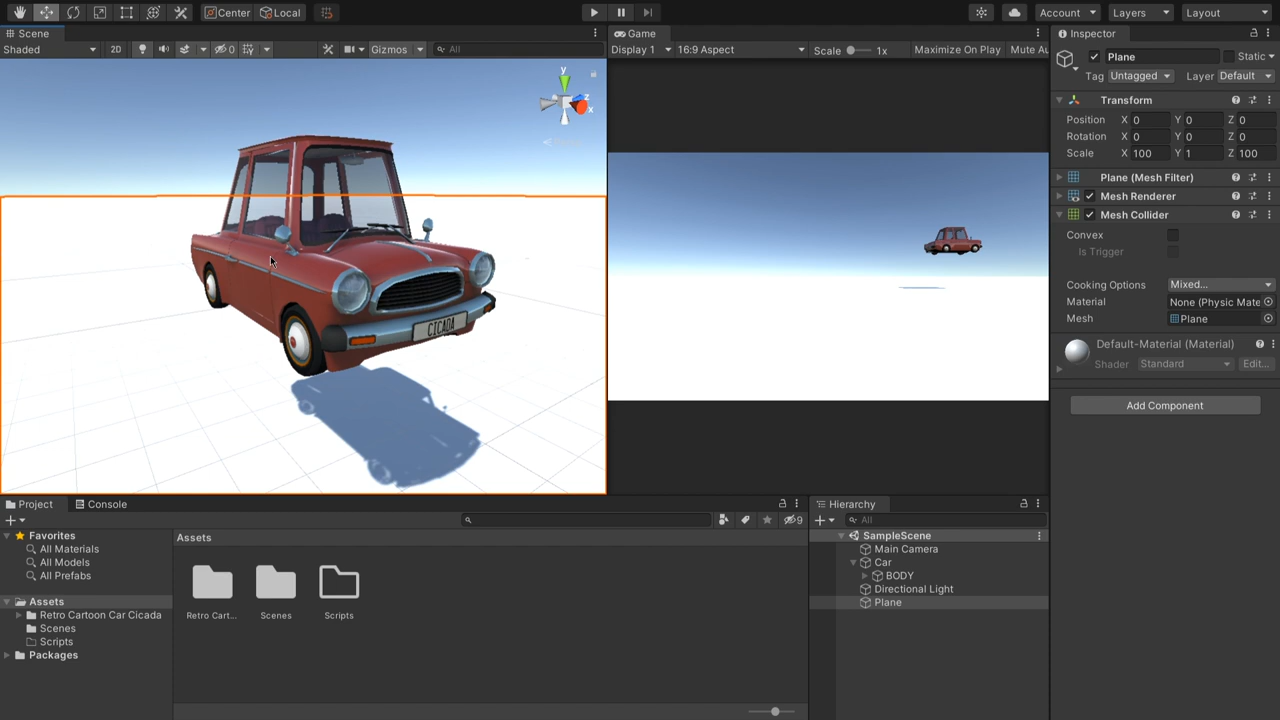 Center Local Account Layers Layout
Scene
Shaded 2D 0 Gizmos All
y
z
x
CICADA
Game
Display 1 16:9 Aspect Scale 1x Maximize On Play Mute Au
Inspector
Plane Static
Tag Untagged Layer Default
Transform
Position X 0 Y 0 Z 0
Rotation X 0 Y 0 Z 0
Scale X 100 Y 1 Z 100
Plane (Mesh Filter)
Mesh Renderer
Mesh Collider
Convex
Is Trigger
Cooking Options Mixed...
Material None (Physic Mate
Mesh Plane
Default-Material (Material)
Shader Standard Edit...
Add Component
Project Console
9
Favorites
All Materials
All Models
All Prefabs
Assets
Retro Cartoon Car Cicada
Scenes
Scripts
Packages
Assets
Retro Cart... Scenes Scripts
Hierarchy
All
SampleScene
Main Camera
Car
BODY
Directional Light
Plane